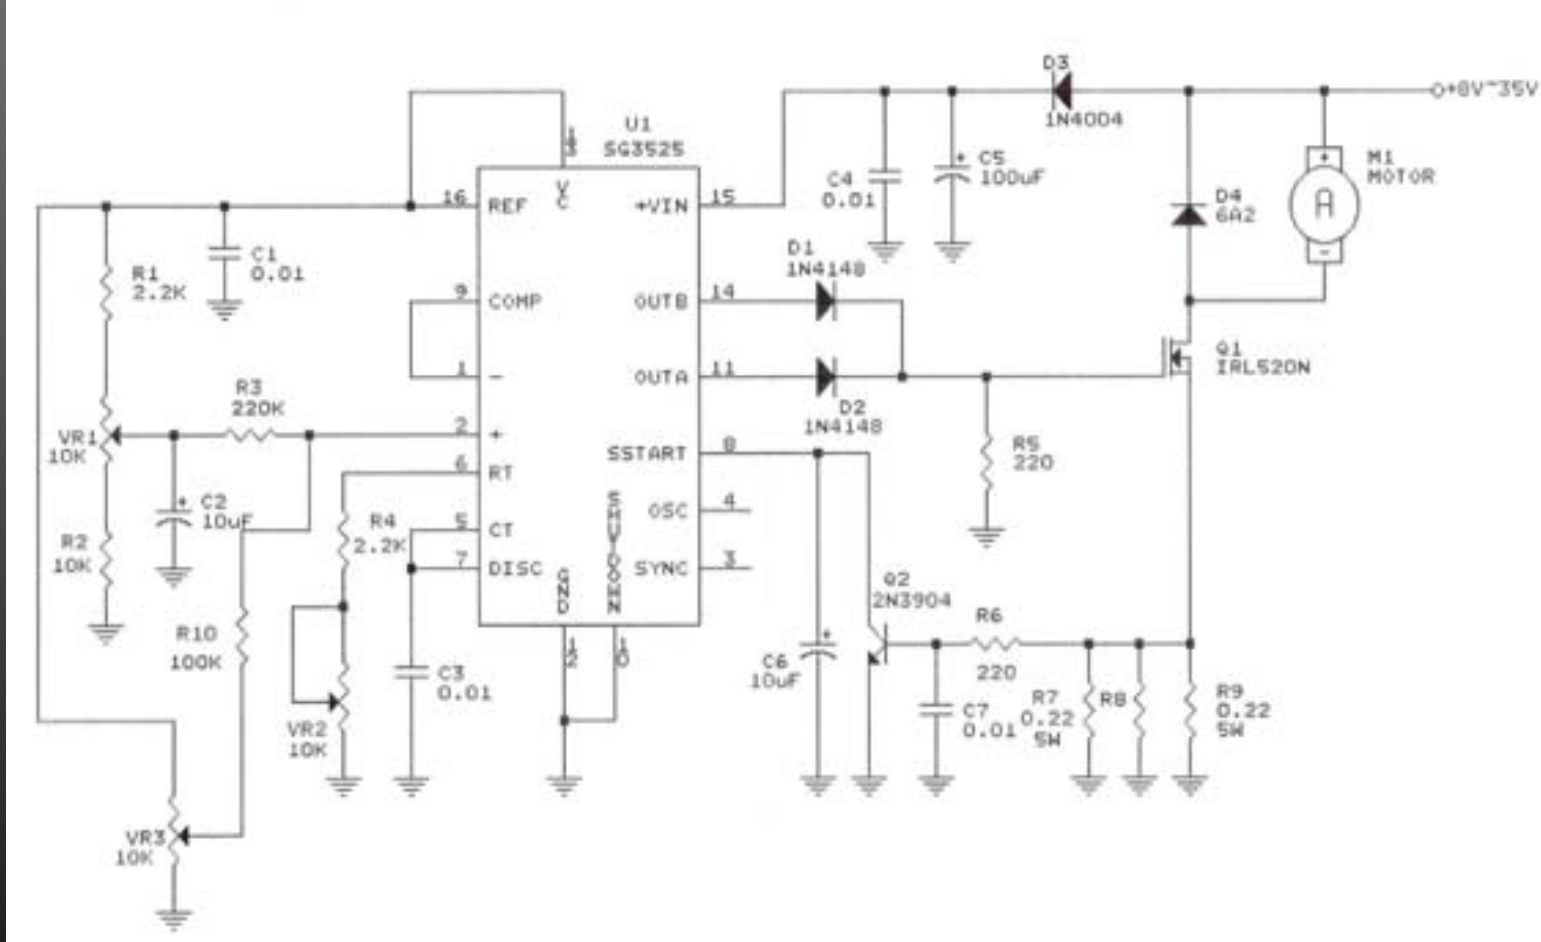 D3
1N4004
+8V~35V
U1
SG3525
C4
0.01
C5
100uF
M1
MOTOR
D4
6A2
16
REF
VC
+VIN
15
C1
0.01
R1
2.2K
D1
1N4148
9
COMP
OUTB
14
1
-
OUTA
11
Q1
IRL520N
R3
220K
D2
1N4148
VR1
10K
2
+
SSTART
8
R5
220
6
RT
C2
10uF
R4
2.2K
5
CT
OSC
4
R2
10K
7
DISC
GND
SHUTDOWN
SYNC
3
Q2
2N3904
R6
220
R10
100K
12
10
C3
0.01
C6
10uF
C7
0.01
R7
0.22
5W
R8
R9
0.22
5W
VR2
10K
VR3
10K
A
+
-